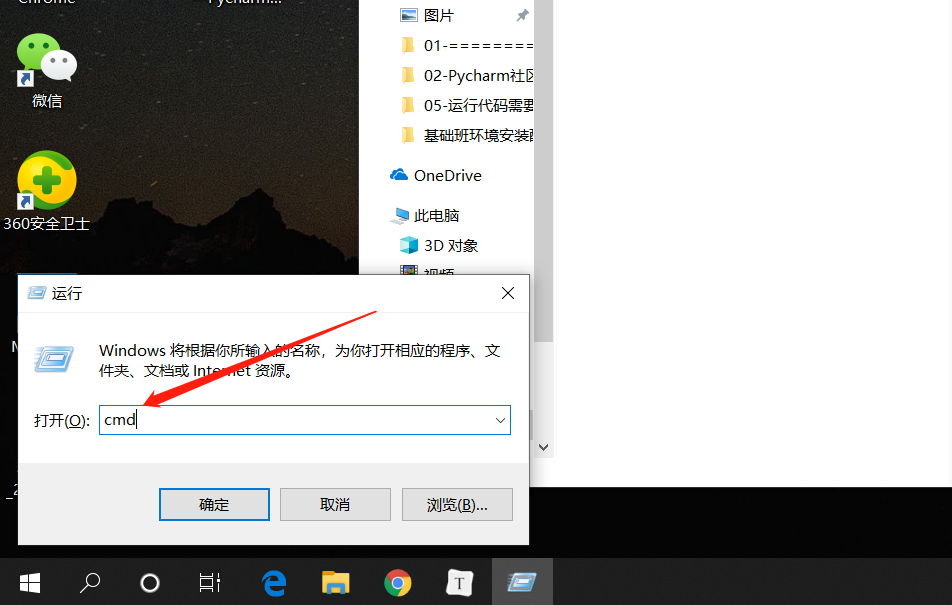 微信
360安全卫士
图片
01-========
02-Pycharm社区
05-运行代码需要
基础班环境安装
OneDrive
此电脑
3D 对象
视频
运行
Windows 将根据你所输入的名称，为你打开相应的程序、文
件夹、文档或 Internet 资源。
打开(O):
cmd
确定
取消
浏览(B)...
T